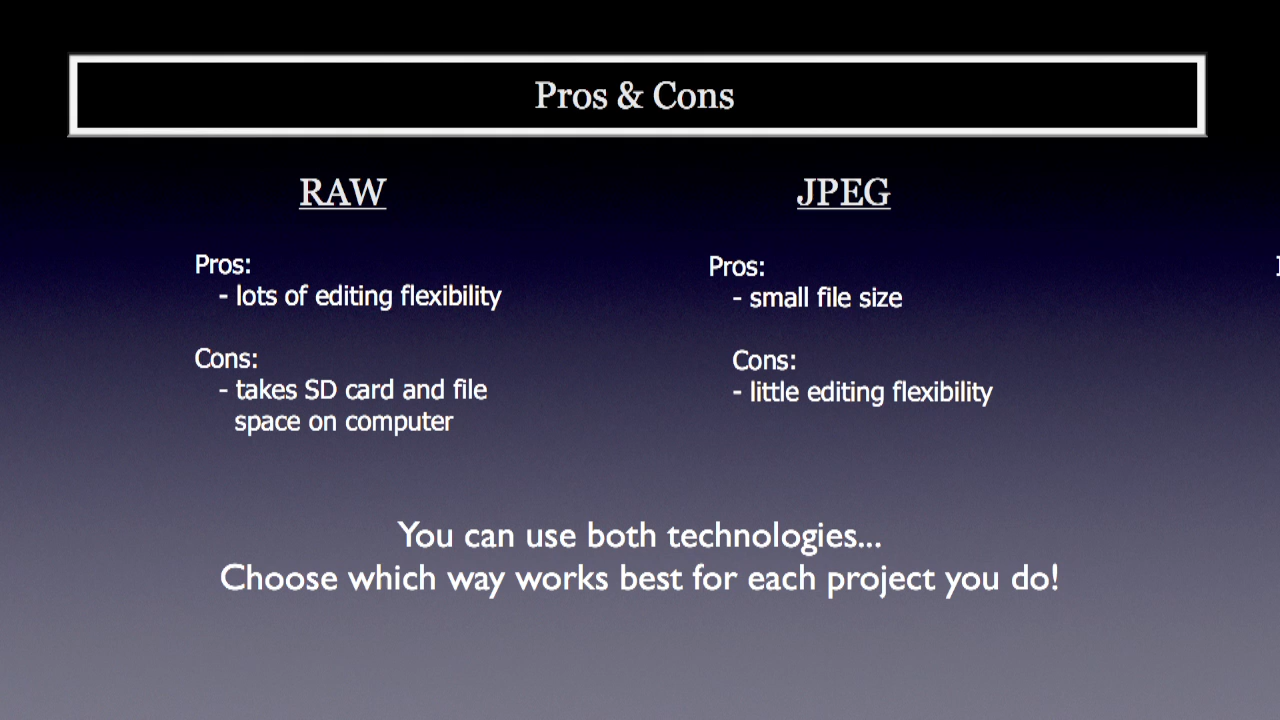 Pros & Cons
RAW
Pros:
- lots of editing flexibility
Cons:
- takes SD card and file
space on computer
JPEG
Pros:
- small file size
Cons:
- little editing flexibility
You can use both technologies...
Choose which way works best for each project you do!